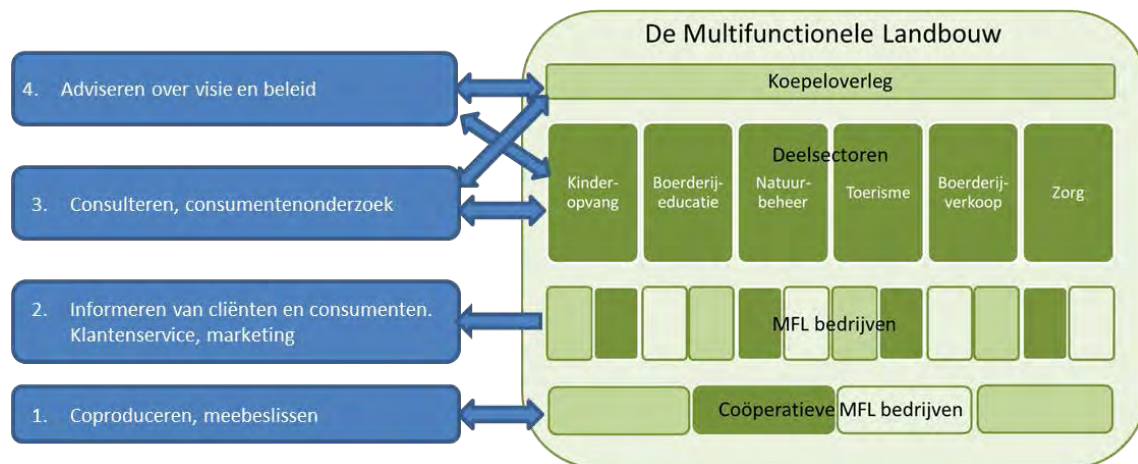 De Multifunctionele Landbouw
4. Adviseren over visie en beleid
Koepeloverleg
Deelsectoren
Kinder-
opvang
Boerderij-
educatie
Natuur-
beheer
Toerisme
Boerderij-
verkoop
Zorg
3. Consulteren, consumentenonderzoek
2. Informeren van cliënten en consumenten.
Klantenservice, marketing
MFL bedrijven
1. Coproduceren, meebeslissen
Coöperatieve MFL bedrijven